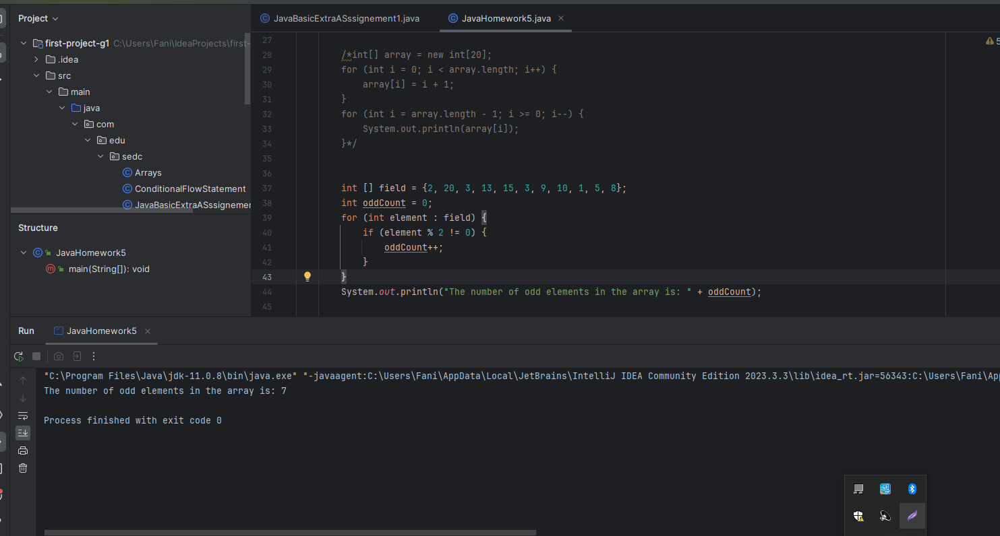 Project
first-project-g1 C:\Users\Fani\IdeaProjects\first-
.idea
src
main
java
com
edu
sedc
Arrays
ConditionalFlowStatement
JavaBasicExtraASssignemer
Structure
JavaHomework5
main(String[]): void
JavaBasicExtraASssignement1.java
JavaHomework5.java
27
28 /*int[] array = new int[20];
29 for (int i = 0; i < array.length; i++) {
30 array[i] = i + 1;
31 }
32 for (int i = array.length - 1; i >= 0; i--) {
33 System.out.println(array[i]);
34 }*/
35
36
37 int [] field = {2, 20, 3, 13, 15, 3, 9, 10, 1, 5, 8};
38 int oddCount = 0;
39 for (int element : field) {
40 if (element % 2 != 0) {
41 oddCount++;
42 }
43 }
44 System.out.println("The number of odd elements in the array is: " + oddCount);
45
5
Run JavaHomework5
"C:\Program Files\Java\jdk-11.0.8\bin\java.exe" "-javaagent:C:\Users\Fani\AppData\Local\JetBrains\IntelliJ IDEA Community Edition 2023.3.3\lib\idea_rt.jar=56343:C:\Users\Fani\Ap
The number of odd elements in the array is: 7
Process finished with exit code 0